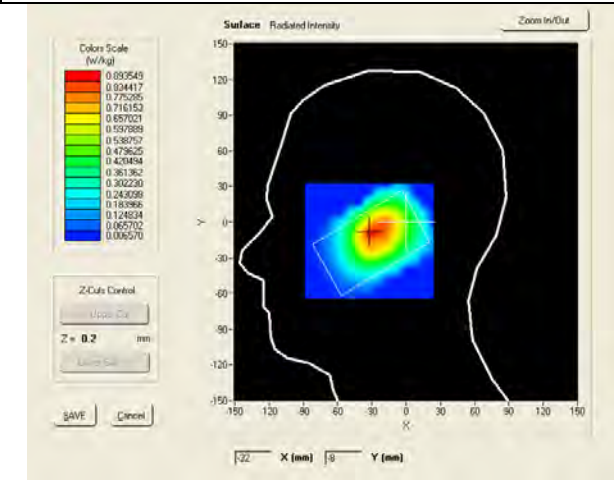 Surface Radiated Intensity
Zoom In/Out
Colors Scale
(W/kg)
0.893549
0.834417
0.775285
0.716153
0.657021
0.597889
0.538757
0.479625
0.420494
0.361362
0.302230
0.243098
0.183966
0.124834
0.065702
0.006570
150
120
90
60
30
0
-30
-60
-90
-120
-150
Y
-150 -120 -90 -60 -30 0 30 60 90 120 150
X
Z-Cuts Control
Upper Cut
Z = 0.2 mm
SAVE
Cancel
-32 X (mm) -8 Y (mm)